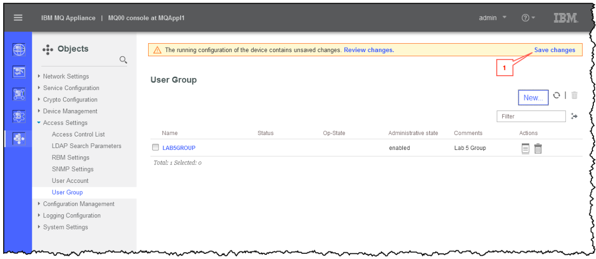 IBM MQ Appliance | MQ00 console at MQAppl1
admin
IBM
Objects
Network Settings
Service Configuration
Crypto Configuration
Device Management
Access Settings
Access Control List
LDAP Search Parameters
RBM Settings
SNMP Settings
User Account
User Group
Configuration Management
Logging Configuration
System Settings
The running configuration of the device contains unsaved changes. Review changes.
Save changes
1
User Group
New...
Filter
Name Status Op-State Administrative state Comments Actions
LAB5GROUP enabled Lab 5 Group
Total: 1 Selected: 0